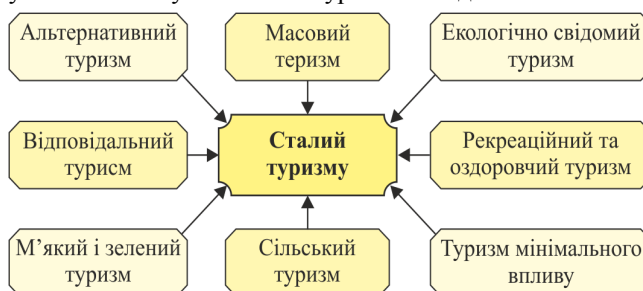 Альтернативний
туризм
Масовий
теризм
Екологічно свідомий
туризм
Відповідальний
турисм
Сталий
туризму
Рекреаційний та
оздоровчий туризм
М’який і зелений
туризм
Сільський
туризм
Туризм мінімального
впливу